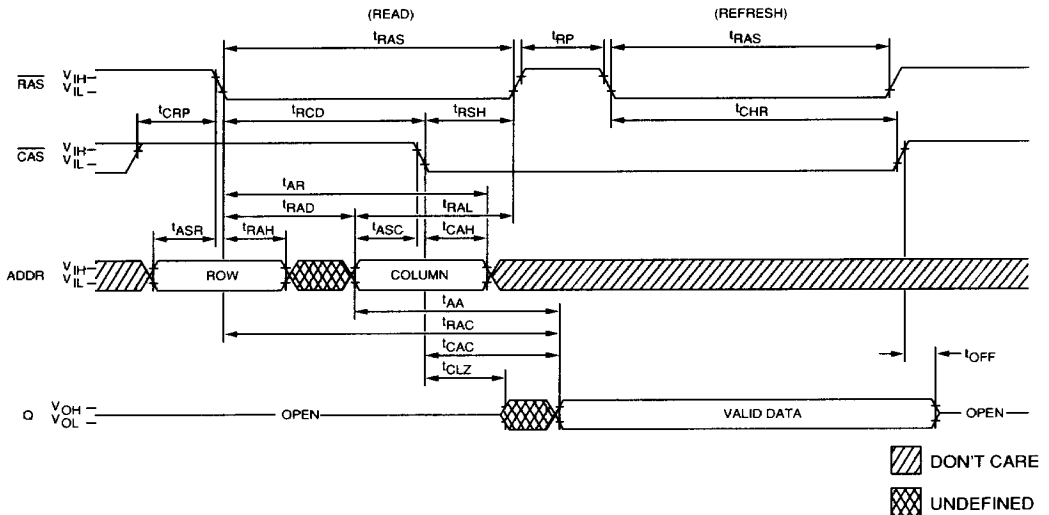 (READ) (REFRESH)
tRAS tRP tRAS
RAS VIH VIL
tCRP tRCD tRSH tCHR
CAS VIH VIL
tAR
tRAD tRAL
tASR tRAH tASC tCAH
ADDR VIH VIL ROW COLUMN
tAA
tRAC
tCAC tOFF
tCLZ
Q VOH VOL OPEN VALID DATA OPEN
DON'T CARE
UNDEFINED